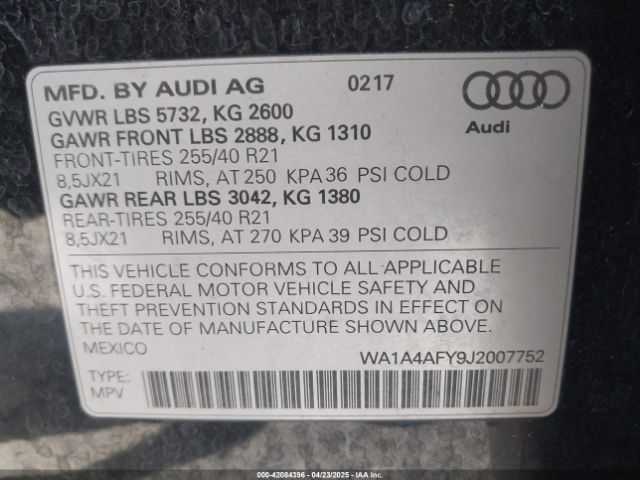 MFD. BY AUDI AG 0217
GVWR LBS 5732, KG 2600
GAWR FRONT LBS 2888, KG 1310
Audi
FRONT-TIRES 255/40 R21
8,5JX21 RIMS, AT 250 KPA 36 PSI COLD
GAWR REAR LBS 3042, KG 1380
REAR-TIRES 255/40 R21
8,5JX21 RIMS, AT 270 KPA 39 PSI COLD
THIS VEHICLE CONFORMS TO ALL APPLICABLE
U.S. FEDERAL MOTOR VEHICLE SAFETY AND
THEFT PREVENTION STANDARDS IN EFFECT ON
THE DATE OF MANUFACTURE SHOWN ABOVE.
MEXICO
WA1A4AFY9J2007752
TYPE:
MPV
000-42084396 - 04/23/2025 - IAA Inc.